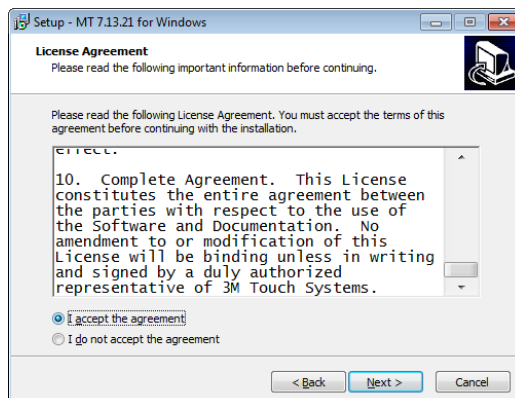 Setup - MT 7.13.21 for Windows
License Agreement
Please read the following important information before continuing.
Please read the following License Agreement. You must accept the terms of this
agreement before continuing with the installation.
effect.
10.  Complete Agreement.  This License
constitutes the entire agreement between
the parties with respect to the use of
the Software and Documentation.  No
amendment to or modification of this
License will be binding unless in writing
and signed by a duly authorized
representative of 3M Touch Systems.
I accept the agreement
I do not accept the agreement
< Back
Next >
Cancel